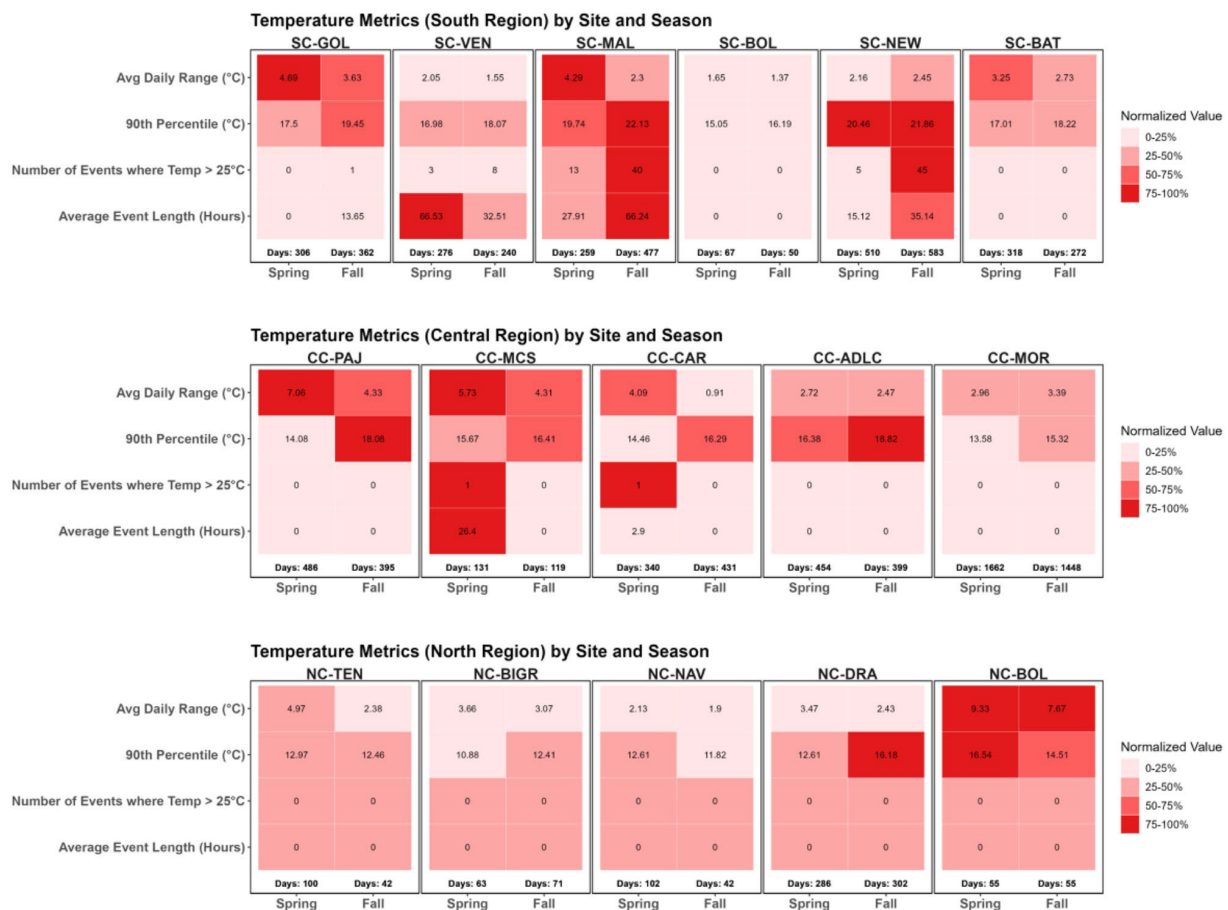 Temperature Metrics (South Region) by Site and Season
SC-GOL SC-VEN SC-MAL SC-BOL SC-NEW SC-BAT
Avg Daily Range (°C) 4.69 3.63 2.05 1.55 4.29 2.3 1.65 1.37 2.16 2.45 3.25 2.73
90th Percentile (°C) 17.5 19.45 16.98 18.07 19.74 22.13 15.05 16.19 20.46 21.86 17.01 18.22
Number of Events where Temp > 25°C 0 1 3 8 13 40 0 0 5 45 0 0
Average Event Length (Hours) 0 13.65 66.53 32.51 27.91 66.24 0 0 15.12 35.14 0 0
Days: 306 Days: 362 Days: 276 Days: 240 Days: 259 Days: 477 Days: 67 Days: 50 Days: 510 Days: 583 Days: 318 Days: 272
Spring Fall Spring Fall Spring Fall Spring Fall Spring Fall Spring Fall
Normalized Value
0-25%
25-50%
50-75%
75-100%
Temperature Metrics (Central Region) by Site and Season
CC-PAJ CC-MCS CC-CAR CC-ADLC CC-MOR
Avg Daily Range (°C) 7.06 4.33 5.73 4.31 4.09 0.91 2.72 2.47 2.96 3.39
90th Percentile (°C) 14.08 18.08 15.67 16.41 14.46 16.29 16.38 18.82 13.58 15.32
Number of Events where Temp > 25°C 0 0 1 0 1 0 0 0 0 0
Average Event Length (Hours) 0 0 26.4 0 2.9 0 0 0 0 0
Days: 486 Days: 395 Days: 131 Days: 119 Days: 340 Days: 431 Days: 454 Days: 399 Days: 1662 Days: 1448
Spring Fall Spring Fall Spring Fall Spring Fall Spring Fall
Normalized Value
0-25%
25-50%
50-75%
75-100%
Temperature Metrics (North Region) by Site and Season
NC-TEN NC-BIGR NC-NAV NC-DRA NC-BOL
Avg Daily Range (°C) 4.97 2.38 3.66 3.07 2.13 1.9 3.47 2.43 9.33 7.67
90th Percentile (°C) 12.97 12.46 10.88 12.41 12.61 11.82 12.61 16.18 16.54 14.51
Number of Events where Temp > 25°C 0 0 0 0 0 0 0 0 0 0
Average Event Length (Hours) 0 0 0 0 0 0 0 0 0 0
Days: 100 Days: 42 Days: 63 Days: 71 Days: 102 Days: 42 Days: 286 Days: 302 Days: 55 Days: 55
Spring Fall Spring Fall Spring Fall Spring Fall Spring Fall
Normalized Value
0-25%
25-50%
50-75%
75-100%